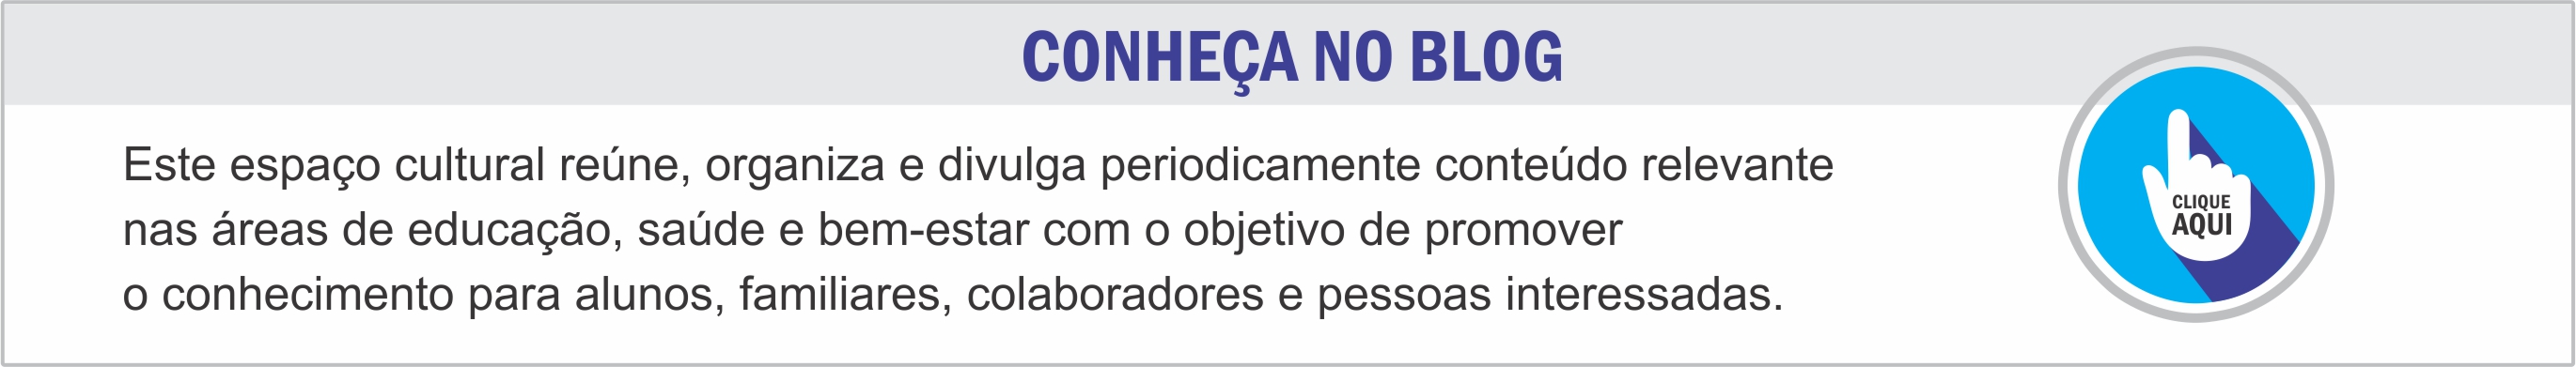 CONHEÇA NO BLOG
Este espaço cultural reúne, organiza e divulga periodicamente conteúdo relevante
nas áreas de educação, saúde e bem-estar com o objetivo de promover
o conhecimento para alunos, familiares, colaboradores e pessoas interessadas.
CLIQUE
AQUI